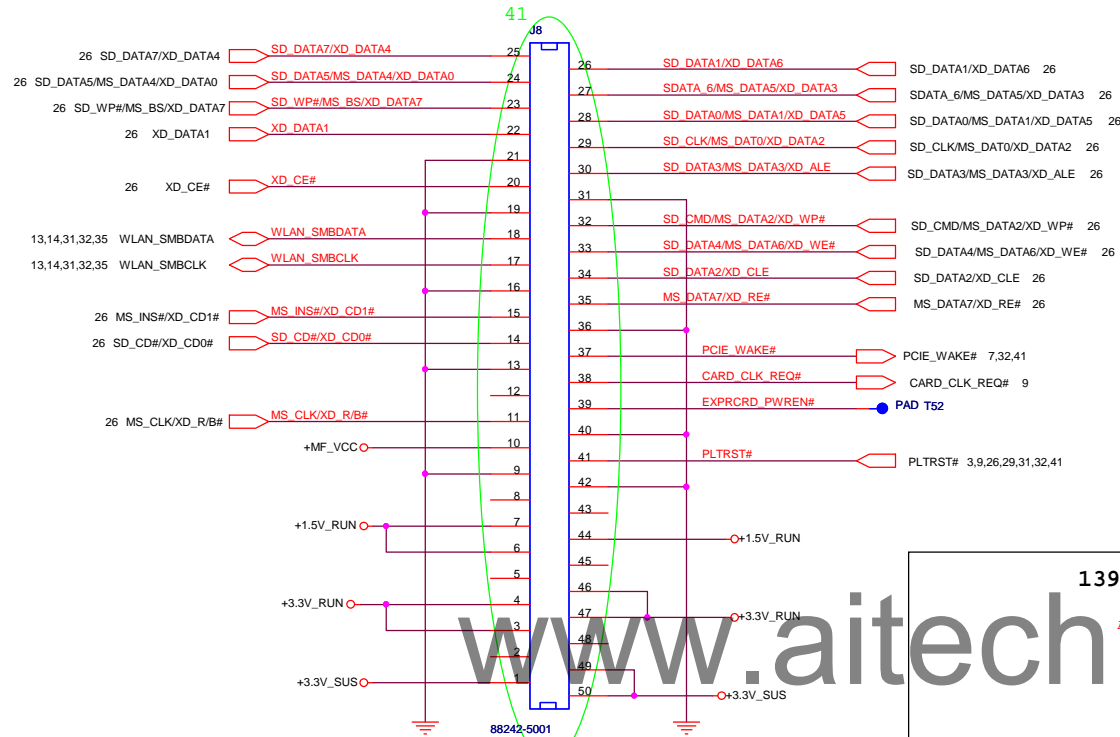 41
J8
26 SD_DATA7/XD_DATA4 SD_DATA7/XD_DATA4 25
26 SD_DATA1/XD_DATA6 SD_DATA1/XD_DATA6 26
26 SD_DATA5/MS_DATA4/XD_DATA0 SD_DATA5/MS_DATA4/XD_DATA0 24
27 SDATA_6/MS_DATA5/XD_DATA3 SDATA_6/MS_DATA5/XD_DATA3 26
26 SD_WP#/MS_BS/XD_DATA7 SD_WP#/MS_BS/XD_DATA7 23
28 SD_DATA0/MS_DATA1/XD_DATA5 SD_DATA0/MS_DATA1/XD_DATA5 26
26 XD_DATA1 XD_DATA1 22
29 SD_CLK/MS_DAT0/XD_DATA2 SD_CLK/MS_DAT0/XD_DATA2 26
21
30 SD_DATA3/MS_DATA3/XD_ALE SD_DATA3/MS_DATA3/XD_ALE 26
26 XD_CE# XD_CE# 20
31
19
32 SD_CMD/MS_DATA2/XD_WP# SD_CMD/MS_DATA2/XD_WP# 26
13,14,31,32,35 WLAN_SMBDATA WLAN_SMBDATA 18
33 SD_DATA4/MS_DATA6/XD_WE# SD_DATA4/MS_DATA6/XD_WE# 26
13,14,31,32,35 WLAN_SMBCLK WLAN_SMBCLK 17
34 SD_DATA2/XD_CLE SD_DATA2/XD_CLE 26
16
35 MS_DATA7/XD_RE# MS_DATA7/XD_RE# 26
26 MS_INS#/XD_CD1# MS_INS#/XD_CD1# 15
36
26 SD_CD#/XD_CD0# SD_CD#/XD_CD0# 14
37 PCIE_WAKE# PCIE_WAKE# 7,32,41
13
38 CARD_CLK_REQ# CARD_CLK_REQ# 9
12
39 EXPRCRD_PWREN# PAD T52
26 MS_CLK/XD_R/B# MS_CLK/XD_R/B# 11
40
+MF_VCC 10
41 PLTRST# PLTRST# 3,9,26,29,31,32,41
9
42
8
43
+1.5V_RUN 7
44 +1.5V_RUN
6
45
5
46
+3.3V_RUN 4
47 +3.3V_RUN
3
48
2
49
+3.3V_SUS 1
50 +3.3V_SUS
88242-5001
139
www.aitech